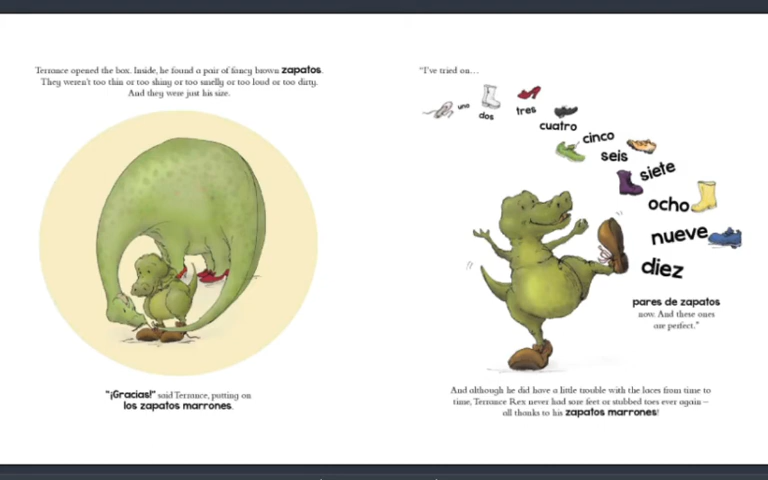 Terrance opened the box. Inside, he found a pair of fancy brown zapatos.
They weren't too thin or too shiny or too smelly or too loud or too dirty.
And they were just his size.
"¡Gracias!" said Terrance, putting on
los zapatos marrones.
"I've tried on…
uno
dos
tres
cuatro
cinco
seis
siete
ocho
nueve
diez
pares de zapatos
now. And these ones
are perfect."
And although he did have a little trouble with the laces from time to
time, Terrance Rex never had sore feet or stubbed toes ever again –
all thanks to his zapatos marrones!